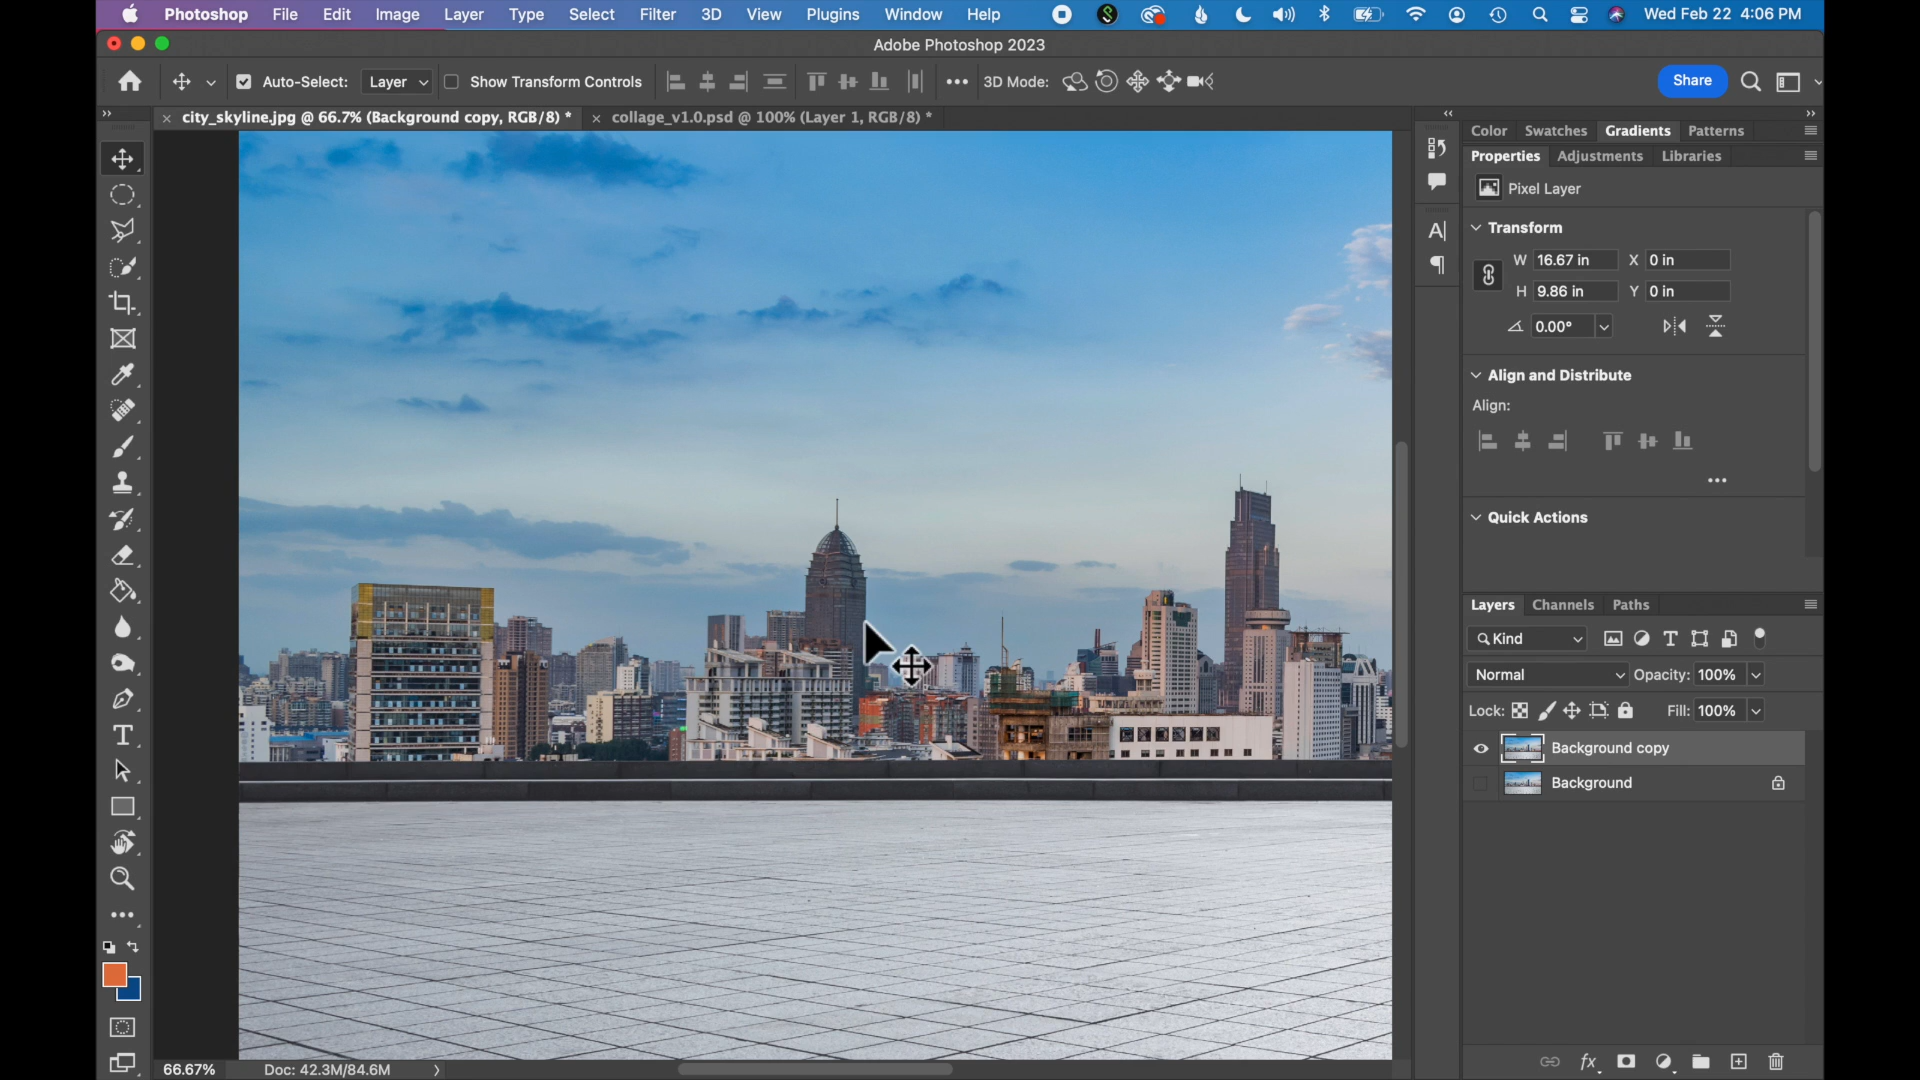 Photoshop File Edit Image Layer Type Select Filter 3D View Plugins Window Help Wed Feb 22 4:06 PM
Adobe Photoshop 2023
Auto-Select: Layer Show Transform Controls 3D Mode: Share
city_skyline.jpg @ 66.7% (Background copy, RGB/8) * collage_v1.0.psd @ 100% (Layer 1, RGB/8) *
Color Swatches Gradients Patterns
Properties Adjustments Libraries
Pixel Layer
Transform
W 16.67 in X 0 in
H 9.86 in Y 0 in
0.00°
Align and Distribute
Align:
Quick Actions
Layers Channels Paths
Kind
Normal Opacity: 100%
Lock: Fill: 100%
Background copy
Background
66.67% Doc: 42.3M/84.6M